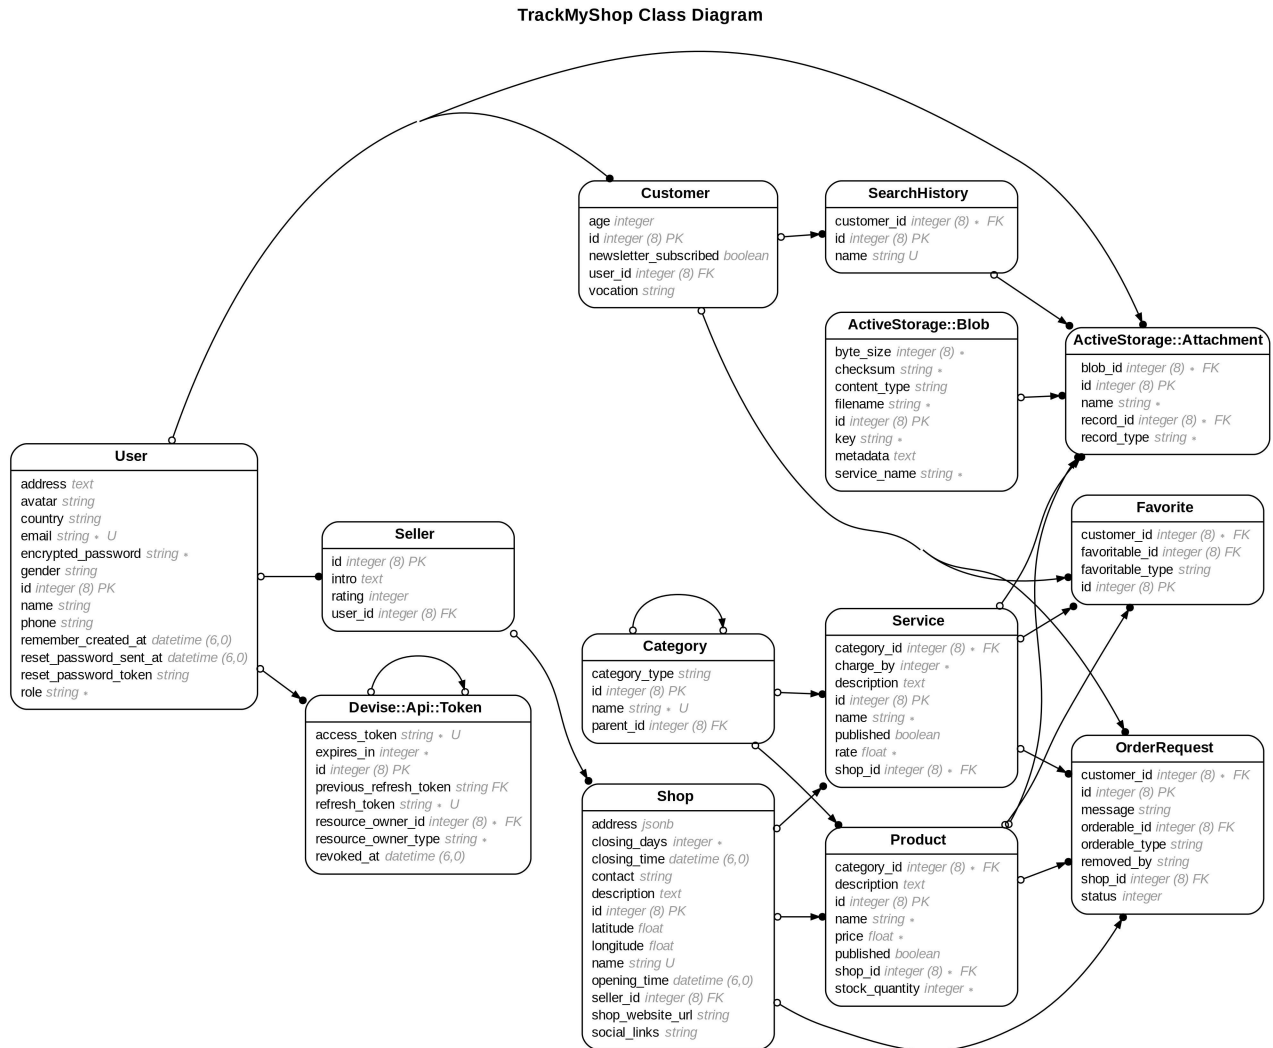 TrackMyShop Class Diagram
Customer
age integer
id integer (8) PK
newsletter_subscribed boolean
user_id integer (8) FK
vocation string
SearchHistory
customer_id integer (8) ∗ FK
id integer (8) PK
name string U
ActiveStorage::Blob
byte_size integer (8) ∗
checksum string ∗
content_type string
filename string ∗
id integer (8) PK
key string ∗
metadata text
service_name string ∗
ActiveStorage::Attachment
blob_id integer (8) ∗ FK
id integer (8) PK
name string ∗
record_id integer (8) ∗ FK
record_type string ∗
User
address text
avatar string
country string
email string ∗ U
encrypted_password string ∗
gender string
id integer (8) PK
name string
phone string
remember_created_at datetime (6,0)
reset_password_sent_at datetime (6,0)
reset_password_token string
role string ∗
Seller
id integer (8) PK
intro text
rating integer
user_id integer (8) FK
Devise::Api::Token
access_token string ∗ U
expires_in integer ∗
id integer (8) PK
previous_refresh_token string FK
refresh_token string ∗ U
resource_owner_id integer (8) ∗ FK
resource_owner_type string ∗
revoked_at datetime (6,0)
Category
category_type string
id integer (8) PK
name string ∗ U
parent_id integer (8) FK
Shop
address jsonb
closing_days integer ∗
closing_time datetime (6,0)
contact string
description text
id integer (8) PK
latitude float
longitude float
name string U
opening_time datetime (6,0)
seller_id integer (8) FK
shop_website_url string
social_links string
Service
category_id integer (8) ∗ FK
charge_by integer ∗
description text
id integer (8) PK
name string ∗
published boolean
rate float ∗
shop_id integer (8) ∗ FK
Product
category_id integer (8) ∗ FK
description text
id integer (8) PK
name string ∗
price float ∗
published boolean
shop_id integer (8) ∗ FK
stock_quantity integer ∗
Favorite
customer_id integer (8) ∗ FK
favoritable_id integer (8) FK
favoritable_type string
id integer (8) PK
OrderRequest
customer_id integer (8) ∗ FK
id integer (8) PK
message string
orderable_id integer (8) FK
orderable_type string
removed_by string
shop_id integer (8) FK
status integer